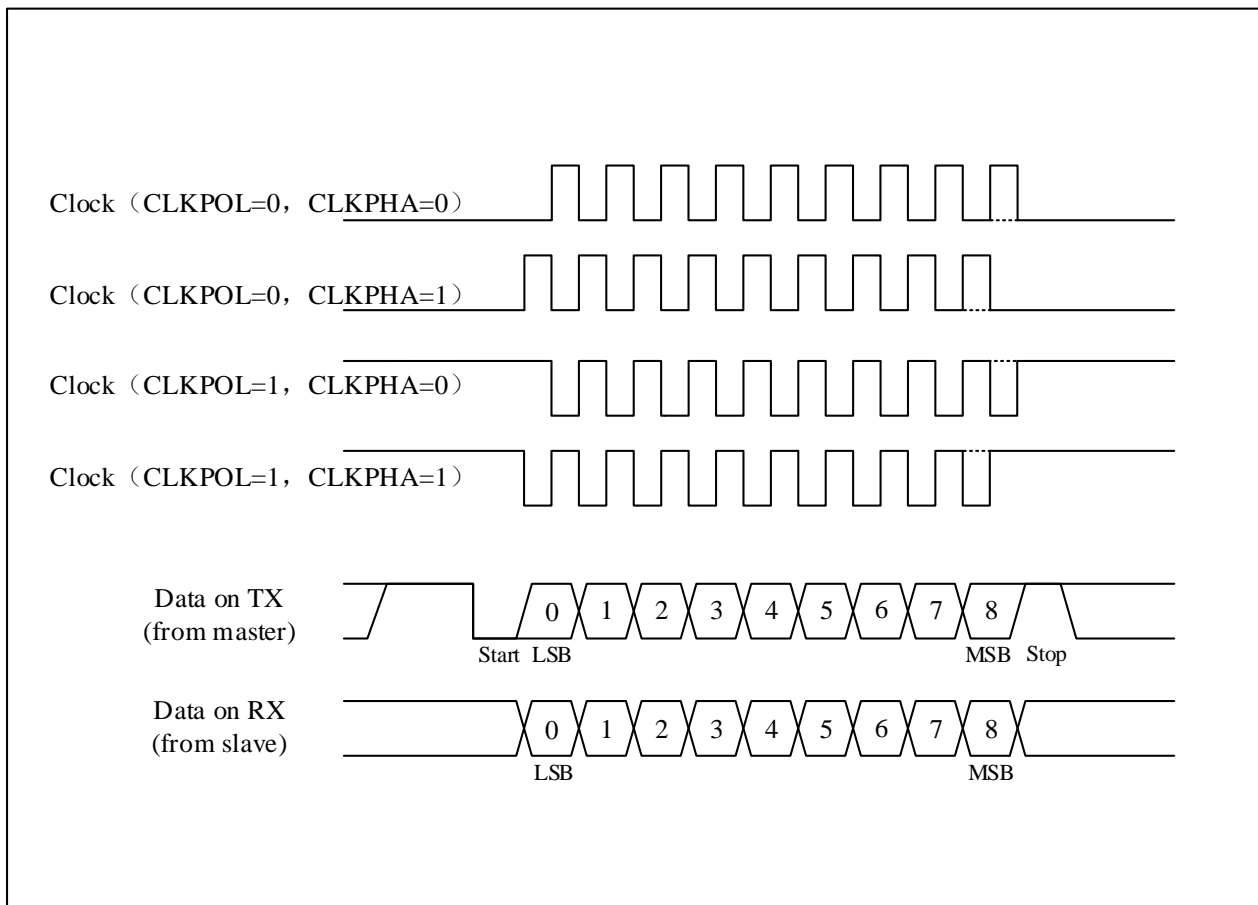 Clock（CLKPOL=0，CLKPHA=0）
Clock（CLKPOL=0，CLKPHA=1）
Clock（CLKPOL=1，CLKPHA=0）
Clock（CLKPOL=1，CLKPHA=1）
Data on TX
(from master)
0 1 2 3 4 5 6 7 8
Start LSB MSB Stop
Data on RX
(from slave)
0 1 2 3 4 5 6 7 8
LSB MSB